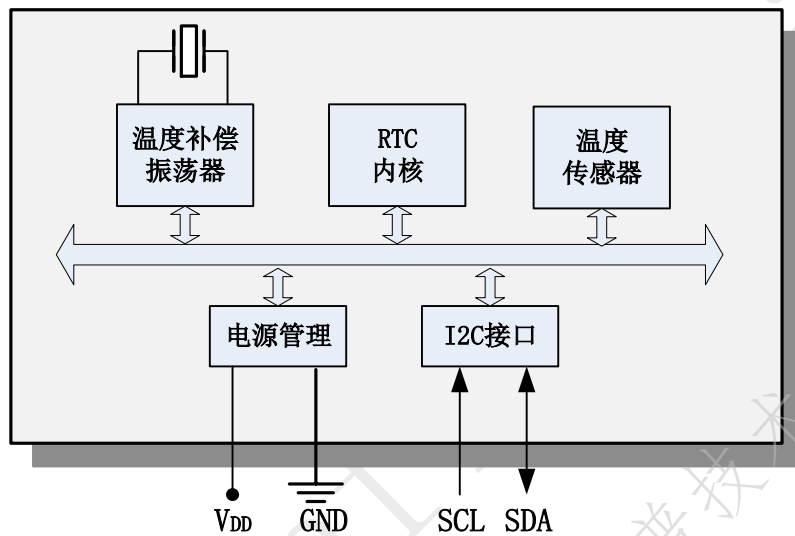 温度补偿
振荡器
RTC
内核
温度
传感器
电源管理
I2C接口
VDD
GND
SCL
SDA